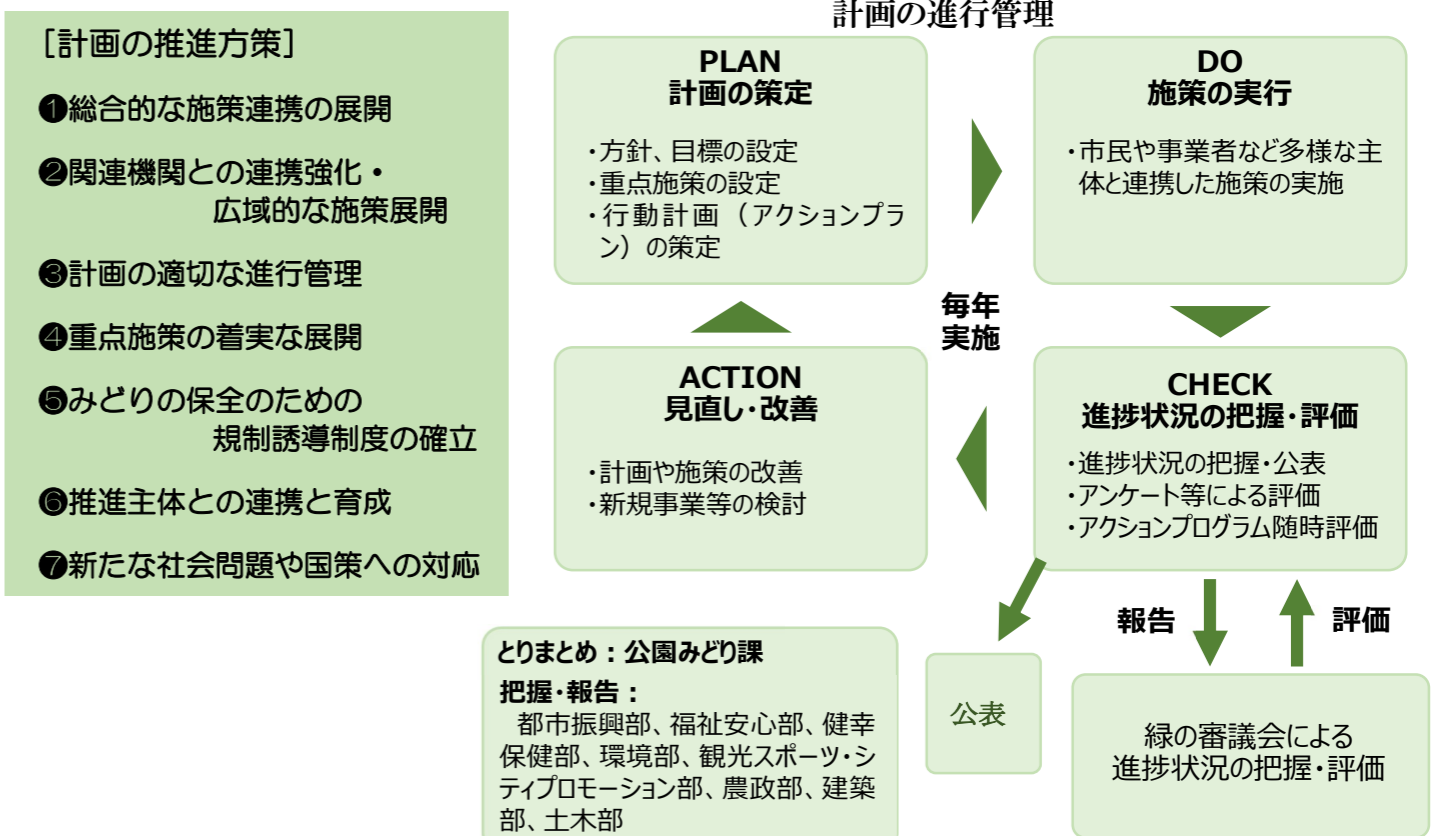 [計画の推進方策]
❶総合的な施策連携の展開
❷関連機関との連携強化・
広域的な施策展開
❸計画の適切な進行管理
❹重点施策の着実な展開
❺みどりの保全のための
規制誘導制度の確立
❻推進主体との連携と育成
❼新たな社会問題や国策への対応
計画の進行管理
PLAN
計画の策定
・方針、目標の設定
・重点施策の設定
・行動計画（アクションプラ
ン）の策定
DO
施策の実行
・市民や事業者など多様な主
体と連携した施策の実施
毎年
実施
ACTION
見直し・改善
・計画や施策の改善
・新規事業等の検討
CHECK
進捗状況の把握・評価
・進捗状況の把握・公表
・アンケート等による評価
・アクションプログラム随時評価
報告
評価
とりまとめ：公園みどり課
把握・報告：
都市振興部、福祉安心部、健幸
保健部、環境部、観光スポーツ・シ
ティプロモーション部、農政部、建築
部、土木部
公表
緑の審議会による
進捗状況の把握・評価